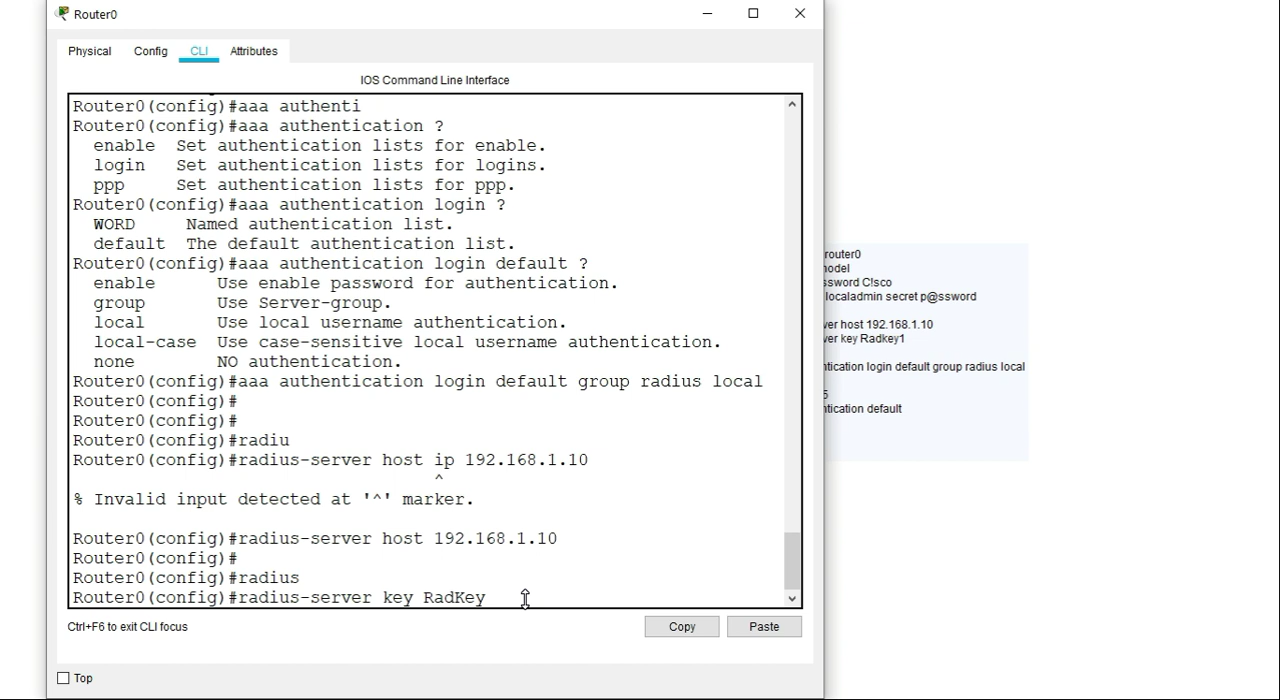 Router0
Physical Config CLI Attributes
IOS Command Line Interface
Router0(config)#aaa authenti
Router0(config)#aaa authentication ?
enable Set authentication lists for enable.
login Set authentication lists for logins.
ppp Set authentication lists for ppp.
Router0(config)#aaa authentication login ?
WORD Named authentication list.
default The default authentication list.
Router0(config)#aaa authentication login default ?
enable Use enable password for authentication.
group Use Server-group.
local Use local username authentication.
local-case Use case-sensitive local username authentication.
none NO authentication.
Router0(config)#aaa authentication login default group radius local
Router0(config)#
Router0(config)#
Router0(config)#radiu
Router0(config)#radius-server host ip 192.168.1.10
^
% Invalid input detected at '^' marker.
Router0(config)#radius-server host 192.168.1.10
Router0(config)#
Router0(config)#radius
Router0(config)#radius-server key RadKey
Ctrl+F6 to exit CLI focus
Copy
Paste
Top
router0
odel
ssword C!sco
localadmin secret p@ssword
ver host 192.168.1.10
ver key Radkey1
ntication login default group radius local
5
ntication default